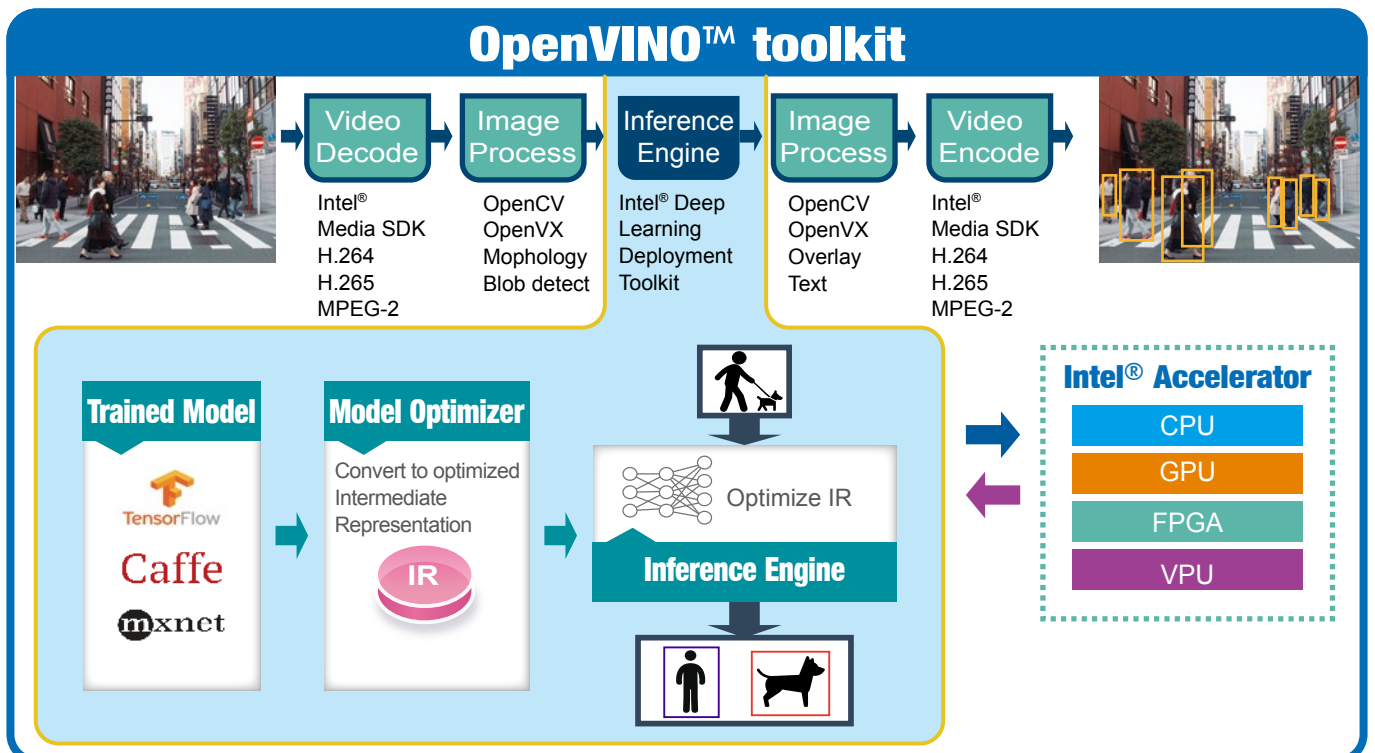 OpenVINO™ toolkit
Video
Decode
Image
Process
Inference
Engine
Image
Process
Video
Encode
Intel®
Media SDK
H.264
H.265
MPEG-2
OpenCV
OpenVX
Mophology
Blob detect
Intel® Deep
Learning
Deployment
Toolkit
OpenCV
OpenVX
Overlay
Text
Intel®
Media SDK
H.264
H.265
MPEG-2
Trained Model
TensorFlow
Caffe
mxnet
Model Optimizer
Convert to optimized
Intermediate
Representation
IR
Optimize IR
Inference Engine
Intel® Accelerator
CPU
GPU
FPGA
VPU